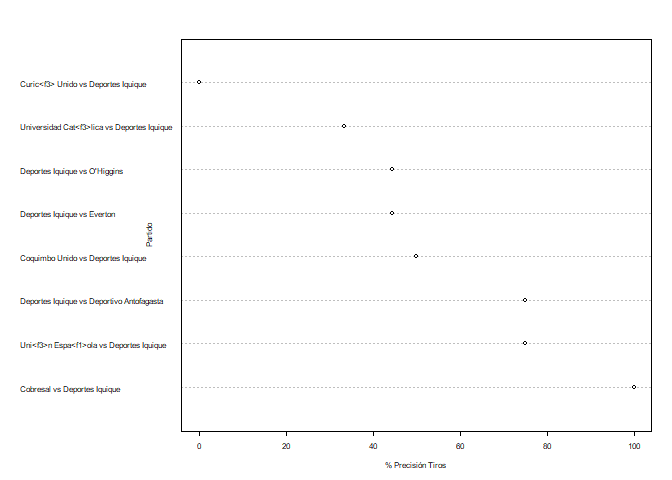 Curic<f3> Unido vs Deportes Iquique
Universidad Cat<f3>lica vs Deportes Iquique
Deportes Iquique vs O'Higgins
Deportes Iquique vs Everton
Partido
Coquimbo Unido vs Deportes Iquique
Deportes Iquique vs Deportivo Antofagasta
Uni<f3>n Espa<f1>ola vs Deportes Iquique
Cobresal vs Deportes Iquique
0 20 40 60 80 100
% Precisión Tiros